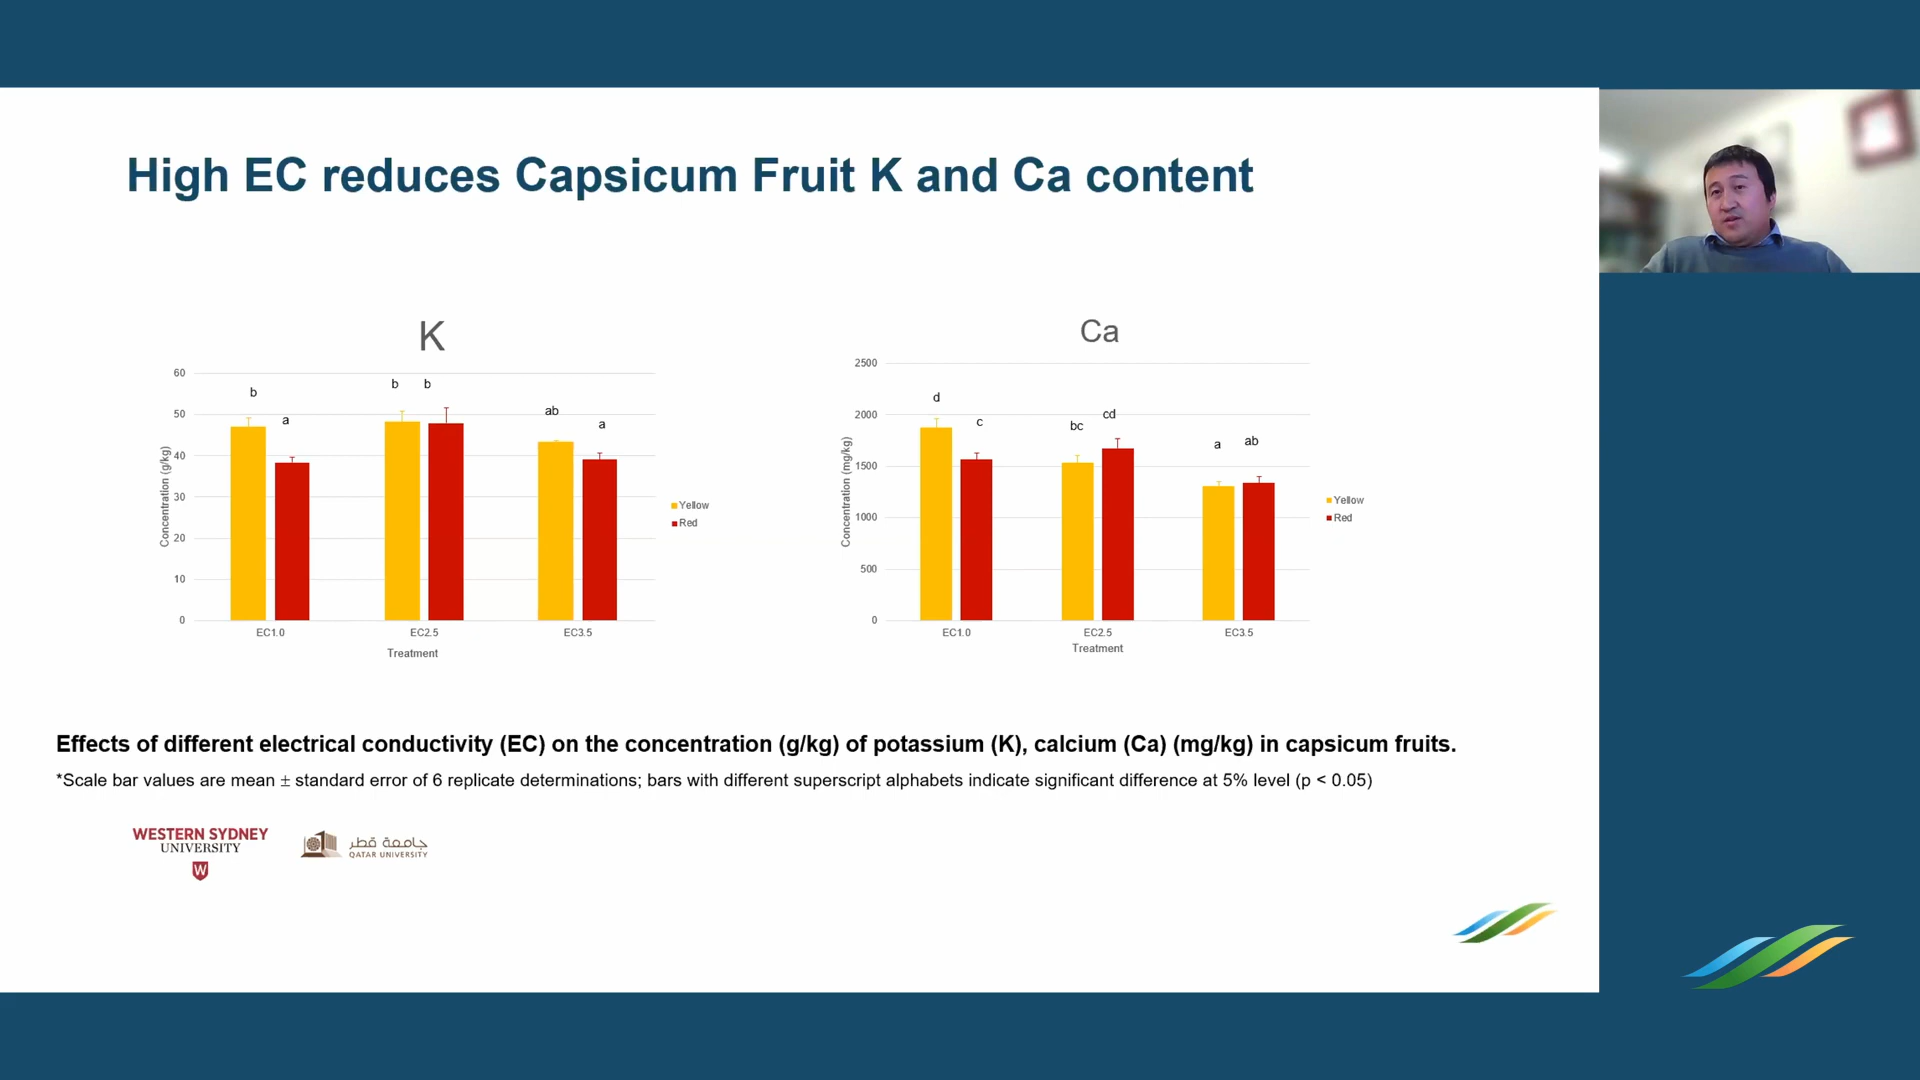 High EC reduces Capsicum Fruit K and Ca content
K
60
50
40
30
20
10
0
Concentration (g/kg)
b
a
b
b
ab
a
EC1.0
EC2.5
EC3.5
Treatment
Yellow
Red
Ca
2500
2000
1500
1000
500
0
Concentration (mg/kg)
d
c
bc
cd
a
ab
EC1.0
EC2.5
EC3.5
Treatment
Yellow
Red
Effects of different electrical conductivity (EC) on the concentration (g/kg) of potassium (K), calcium (Ca) (mg/kg) in capsicum fruits.
*Scale bar values are mean ± standard error of 6 replicate determinations; bars with different superscript alphabets indicate significant difference at 5% level (p < 0.05)
WESTERN SYDNEY
UNIVERSITY
W
جامعة قطر
QATAR UNIVERSITY